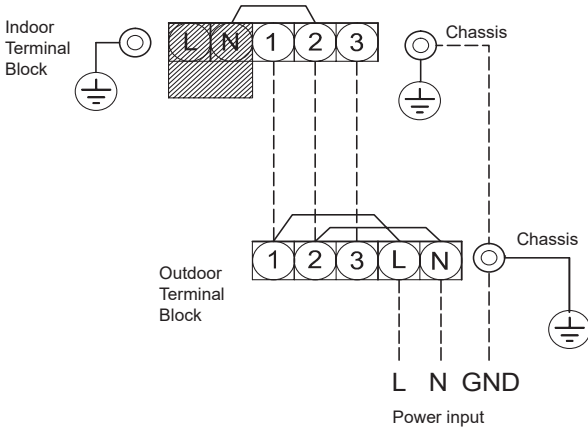 Indoor
Terminal
Block
L N 1 2 3
Chassis
1 2 3 L N
Chassis
Outdoor
Terminal
Block
L N GND
Power input